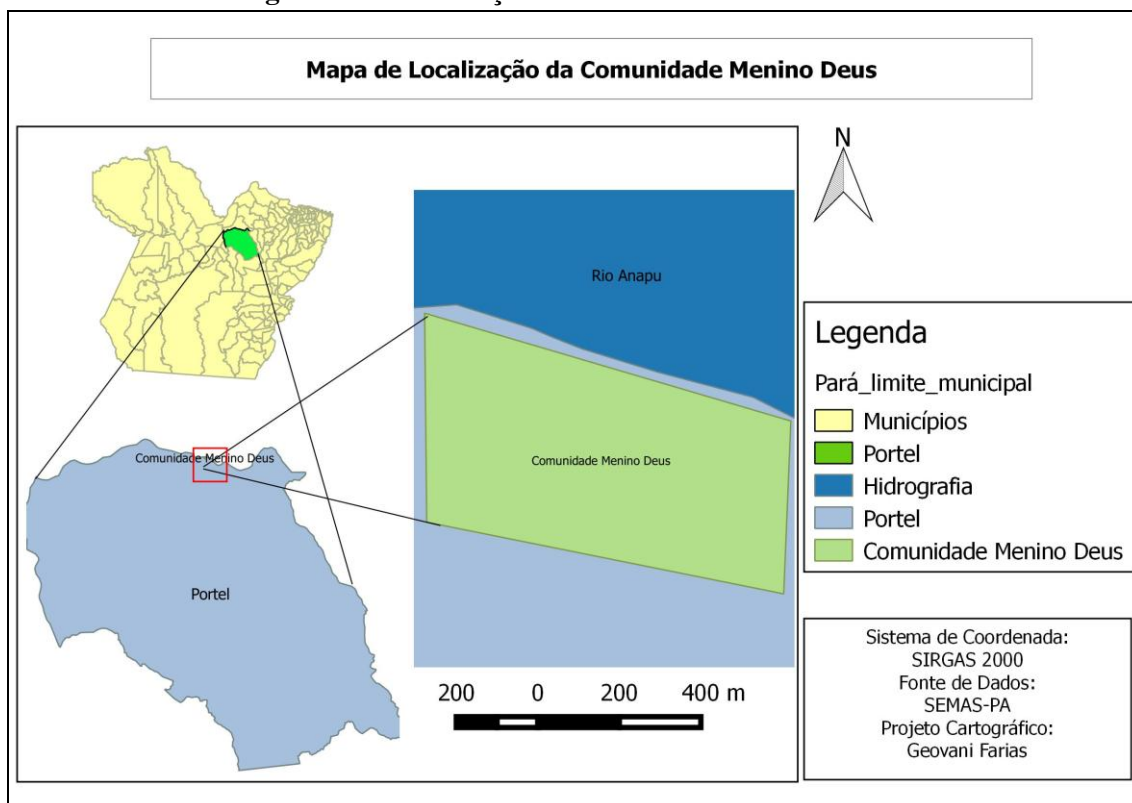 Mapa de Localização da Comunidade Menino Deus
N
Rio Anapu
Comunidade Menino Deus
Comunidade Menino Deus
Portel
200 0 200 400 m
Legenda
Pará_limite_municipal
Municípios
Portel
Hidrografia
Portel
Comunidade Menino Deus
Sistema de Coordenada:
SIRGAS 2000
Fonte de Dados:
SEMAS-PA
Projeto Cartográfico:
Geovani Farias